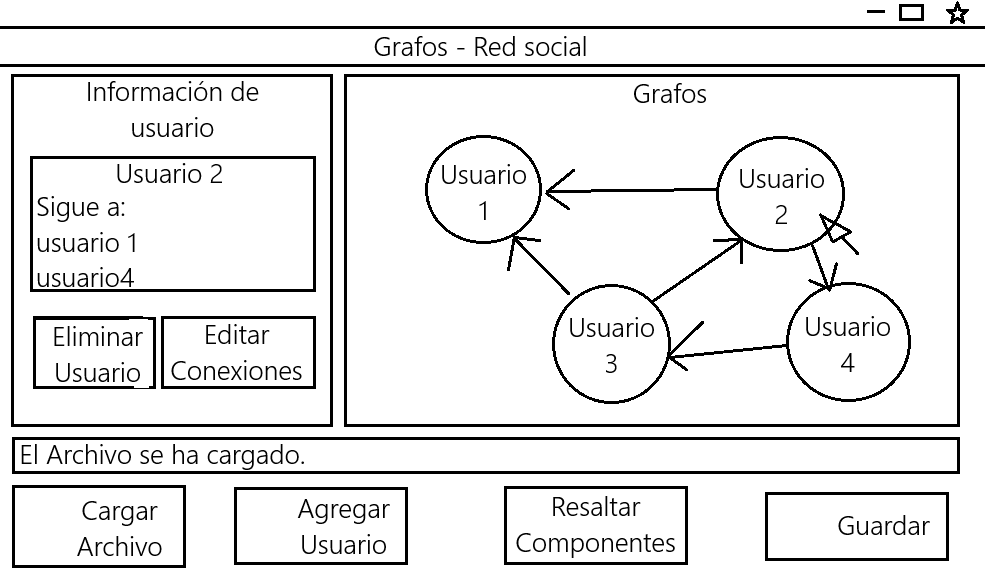 Grafos - Red social
Información de
usuario
Usuario 2
Sigue a:
usuario 1
usuario4
Eliminar
Usuario
Editar
Conexiones
Grafos
Usuario
1
Usuario
2
Usuario
3
Usuario
4
El Archivo se ha cargado.
Cargar
Archivo
Agregar
Usuario
Resaltar
Componentes
Guardar